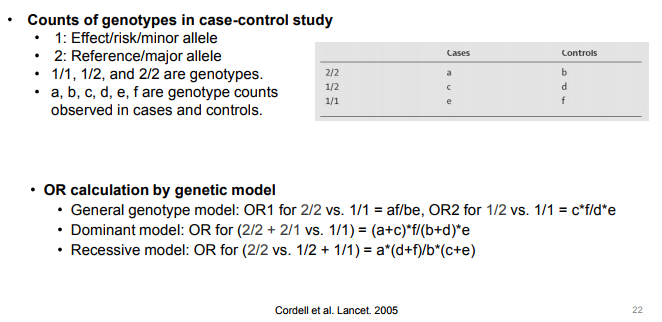 • Counts of genotypes in case-control study
• 1: Effect/risk/minor allele
• 2: Reference/major allele
• 1/1, 1/2, and 2/2 are genotypes.
• a, b, c, d, e, f are genotype counts
observed in cases and controls.
Cases Controls
2/2 a b
1/2 c d
1/1 e f
• OR calculation by genetic model
• General genotype model: OR1 for 2/2 vs. 1/1 = af/be, OR2 for 1/2 vs. 1/1 = c*f/d*e
• Dominant model: OR for (2/2 + 2/1 vs. 1/1) = (a+c)*f/(b+d)*e
• Recessive model: OR for (2/2 vs. 1/2 + 1/1) = a*(d+f)/b*(c+e)
Cordell et al. Lancet. 2005
22